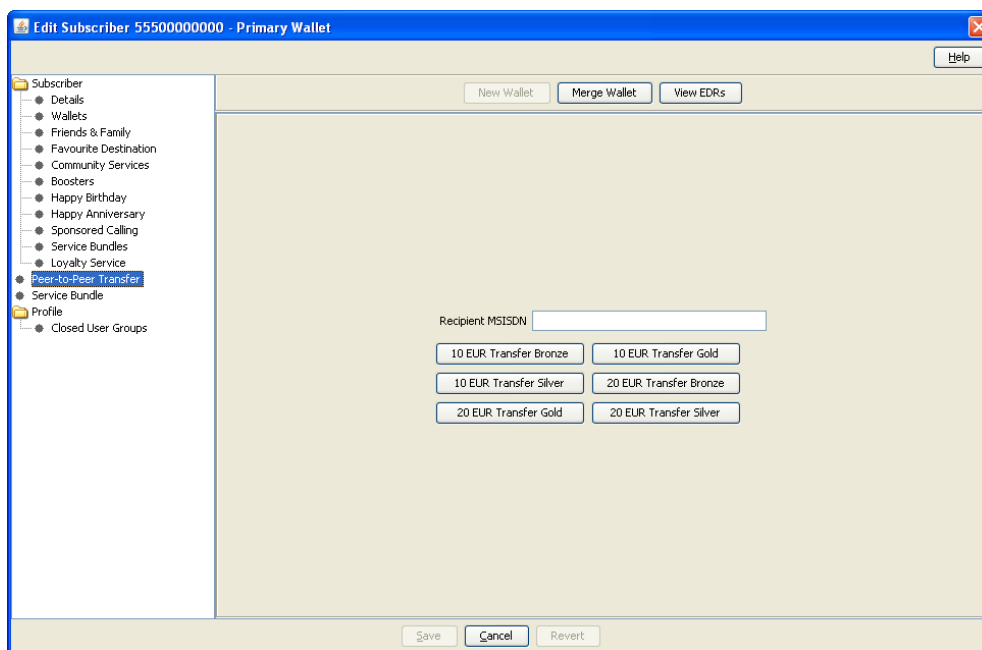 Edit Subscriber 55500000000 - Primary Wallet
Help
Subscriber
Details
Wallets
Friends & Family
Favourite Destination
Community Services
Boosters
Happy Birthday
Happy Anniversary
Sponsored Calling
Service Bundles
Loyalty Service
Peer-to-Peer Transfer
Service Bundle
Profile
Closed User Groups
New Wallet Merge Wallet View EDRs
Recipient MSISDN
10 EUR Transfer Bronze 10 EUR Transfer Gold
10 EUR Transfer Silver 20 EUR Transfer Bronze
20 EUR Transfer Gold 20 EUR Transfer Silver
Save Cancel Revert